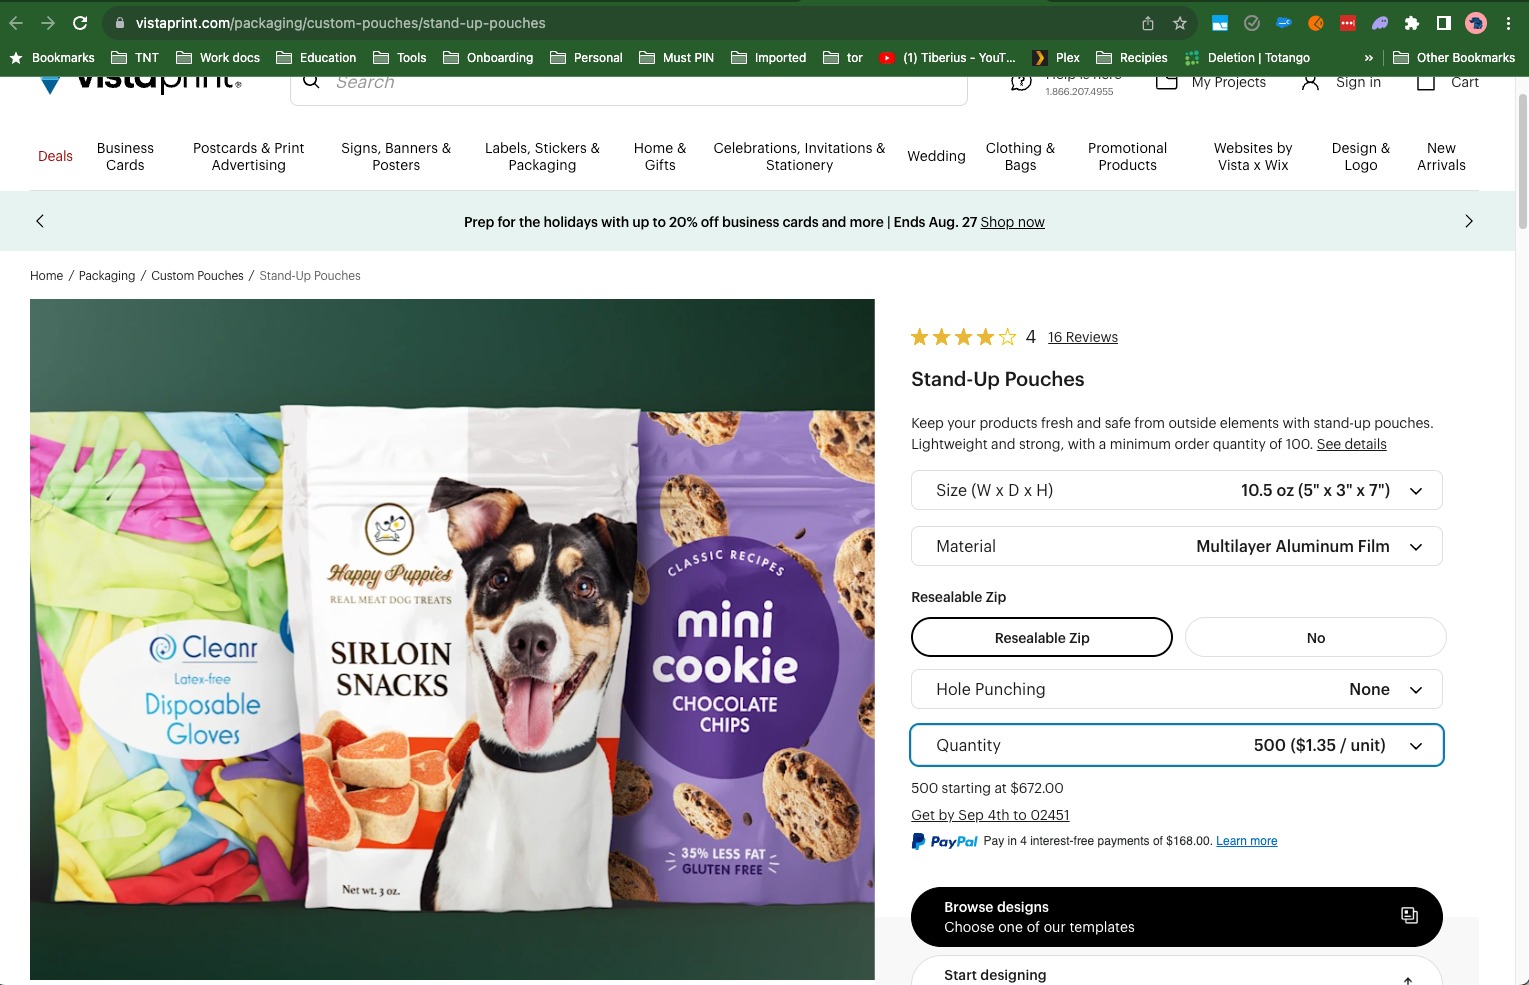 vistaprint.com/packaging/custom-pouches/stand-up-pouches
Bookmarks TNT Work docs Education Tools Onboarding Personal Must PIN Imported tor (1) Tiberius - YouT... Plex Recipies Deletion | Totango » Other Bookmarks
vistaprint.
Search
Help is here
1.866.207.4955
My Projects
Sign in
Cart
Deals
Business
Cards
Postcards & Print
Advertising
Signs, Banners &
Posters
Labels, Stickers &
Packaging
Home &
Gifts
Celebrations, Invitations &
Stationery
Wedding
Clothing &
Bags
Promotional
Products
Websites by
Vista x Wix
Design &
Logo
New
Arrivals
Prep for the holidays with up to 20% off business cards and more | Ends Aug. 27 Shop now
Home / Packaging / Custom Pouches / Stand-Up Pouches
Cleanr
Latex-free
Disposable
Gloves
Happy Puppies
REAL MEAT DOG TREATS
SIRLOIN
SNACKS
Net wt. 3 oz.
CLASSIC RECIPES
mini
cookie
CHOCOLATE
CHIPS
35% LESS FAT
GLUTEN FREE
4 16 Reviews
Stand-Up Pouches
Keep your products fresh and safe from outside elements with stand-up pouches.
Lightweight and strong, with a minimum order quantity of 100. See details
Size (W x D x H) 10.5 oz (5" x 3" x 7")
Material Multilayer Aluminum Film
Resealable Zip
Resealable Zip No
Hole Punching None
Quantity 500 ($1.35 / unit)
500 starting at $672.00
Get by Sep 4th to 02451
PayPal Pay in 4 interest-free payments of $168.00. Learn more
Browse designs
Choose one of our templates
Start designing